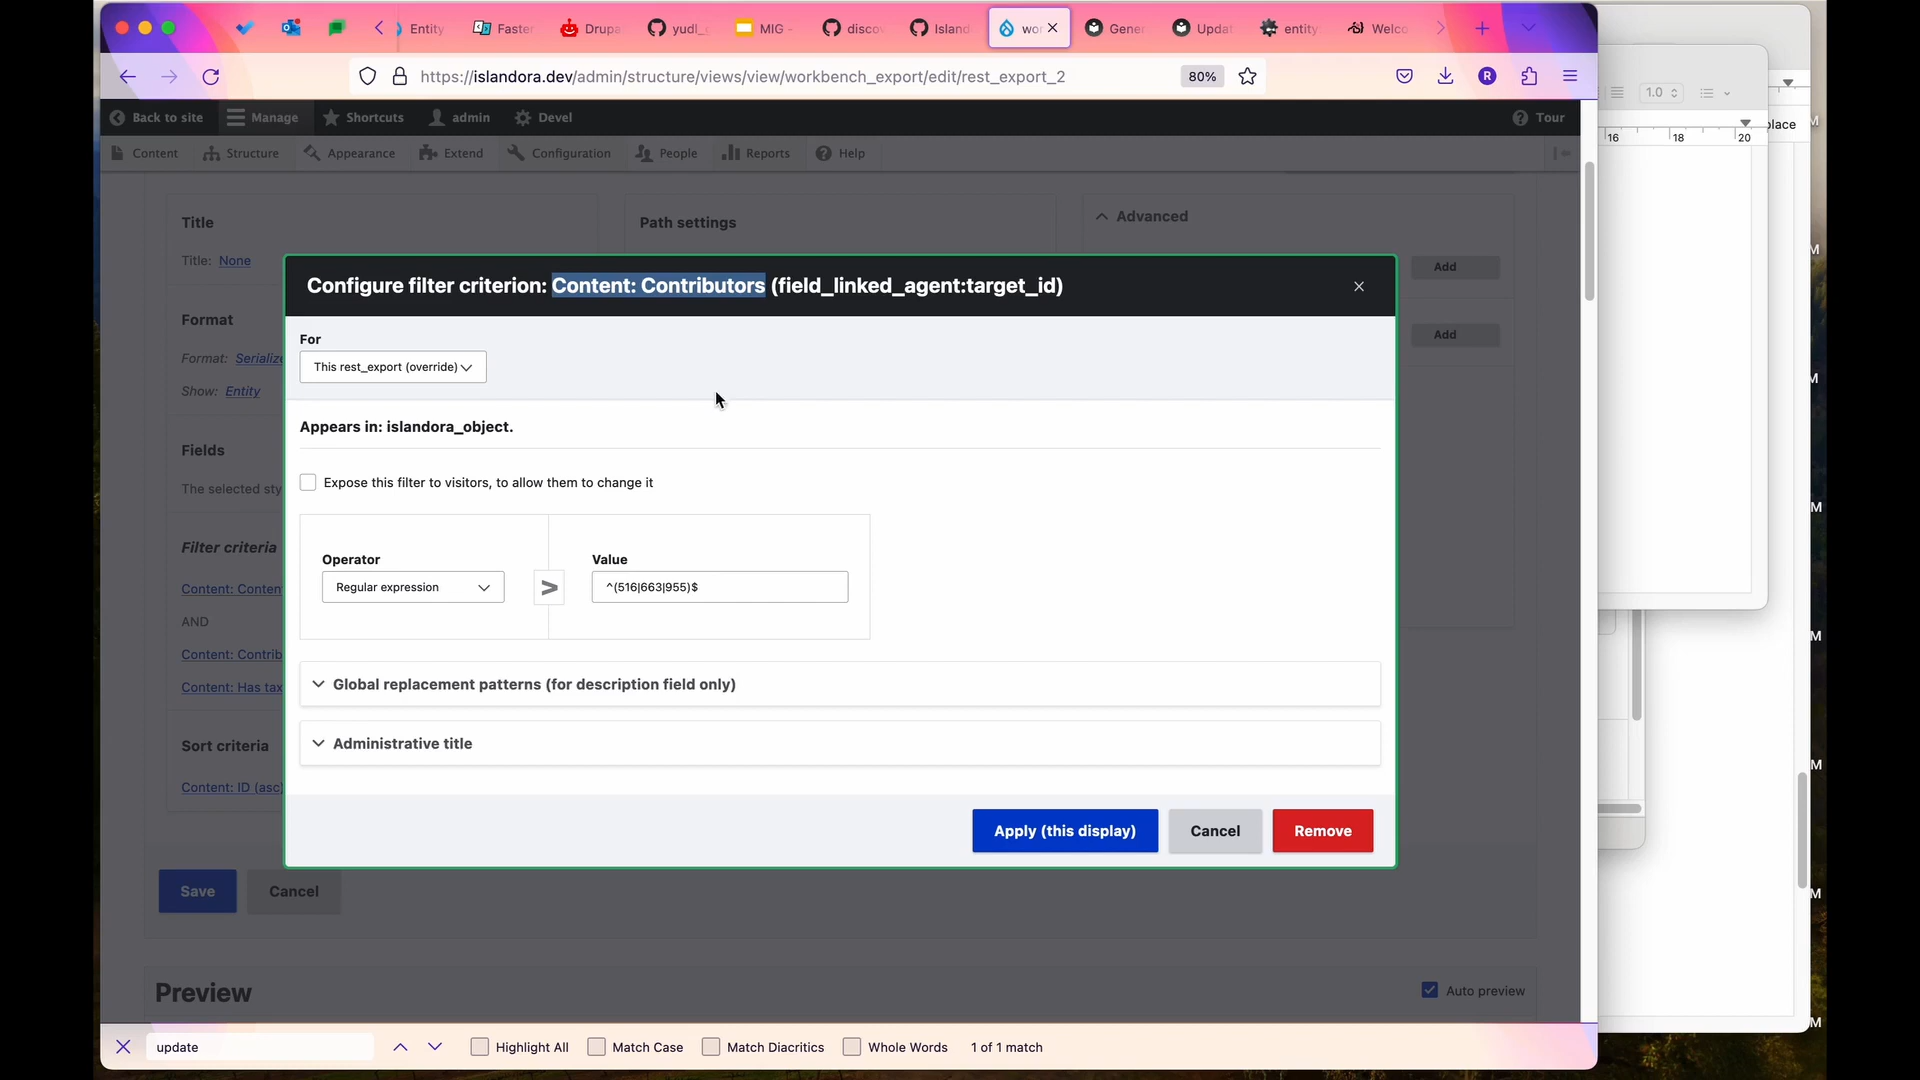 Entity
Faster
Drupa
yudl_g
MIG -
disco
Island
wor
Gene
Updat
entity
Welco
https://islandora.dev/admin/structure/views/view/workbench_export/edit/rest_export_2
80%
R
Back to site
Manage
Shortcuts
admin
Devel
Tour
Content
Structure
Appearance
Extend
Configuration
People
Reports
Help
1.0
16
18
20
place
Title
Path settings
Advanced
Title: None
Add
Configure filter criterion: Content: Contributors (field_linked_agent:target_id)
Format
For
Add
Format: Serialize
This rest_export (override)
Show: Entity
Appears in: islandora_object.
Fields
The selected sty
Expose this filter to visitors, to allow them to change it
Filter criteria
Operator
Value
Content: Conten
Regular expression
>
^(516|663|955)$
AND
Content: Contrib
Content: Has tax
Global replacement patterns (for description field only)
Sort criteria
Administrative title
Content: ID (asc)
Apply (this display)
Cancel
Remove
Save
Cancel
Preview
Auto preview
update
Highlight All
Match Case
Match Diacritics
Whole Words
1 of 1 match
M
M
M
M
M
M
M
M